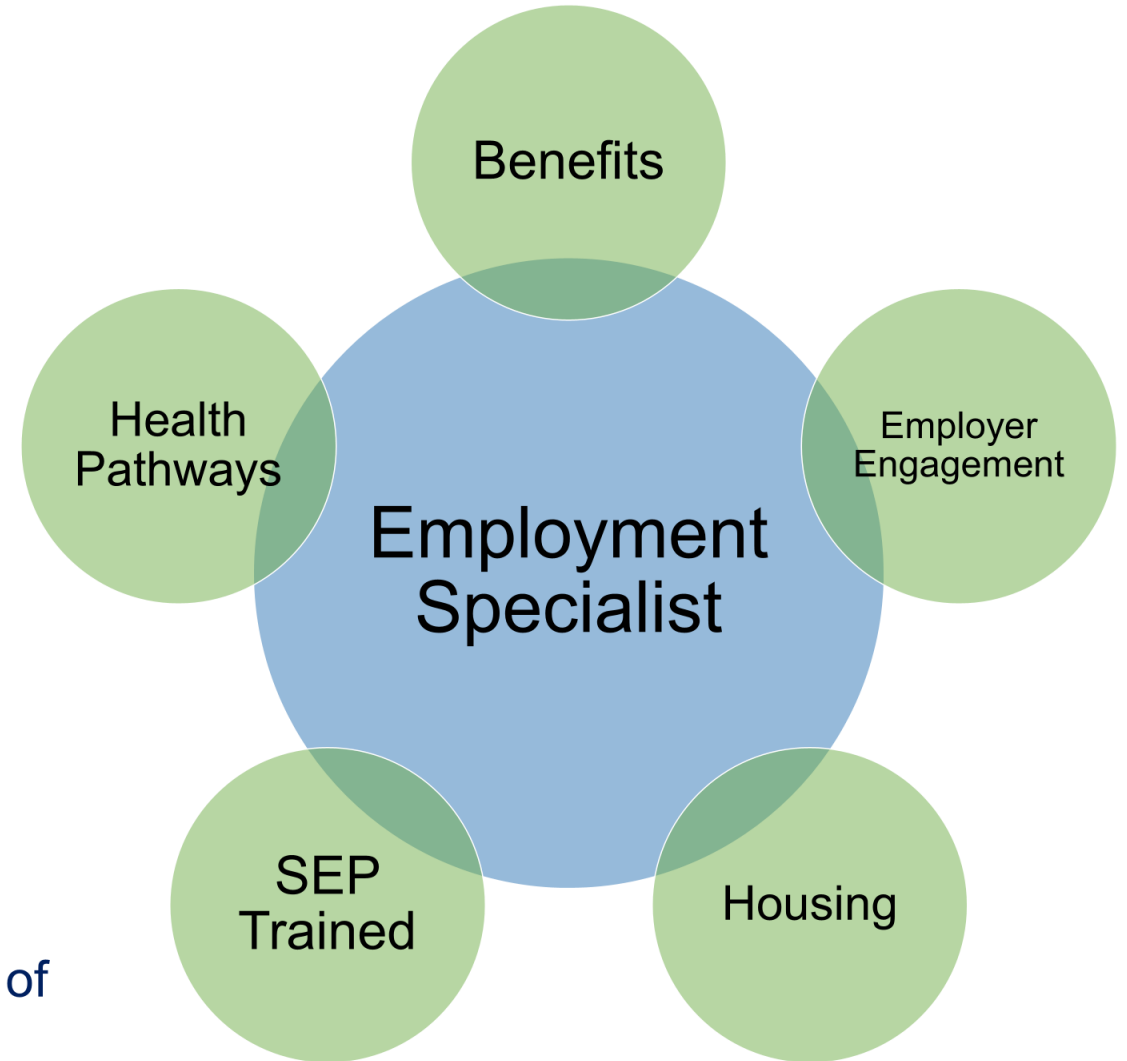 Benefits
Health
Pathways
Employer
Engagement
Employment
Specialist
SEP
Trained
Housing
of